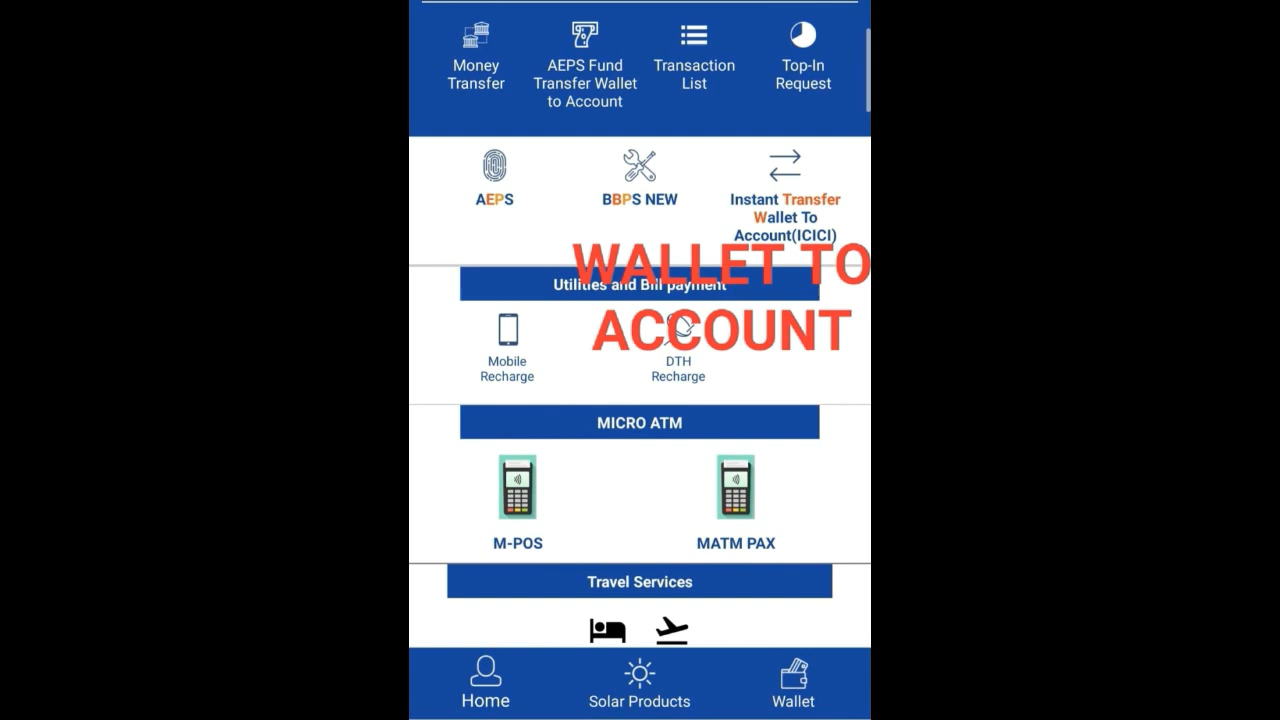 Money
Transfer
AEPS Fund
Transfer Wallet
to Account
Transaction
List
Top-In
Request
AEPS
BBPS NEW
Instant Transfer
Wallet To
Account(ICICI)
WALLET TO
ACCOUNT
Utilities and Bill payment
Mobile
Recharge
DTH
Recharge
MICRO ATM
M-POS
MATM PAX
Travel Services
Home
Solar Products
Wallet